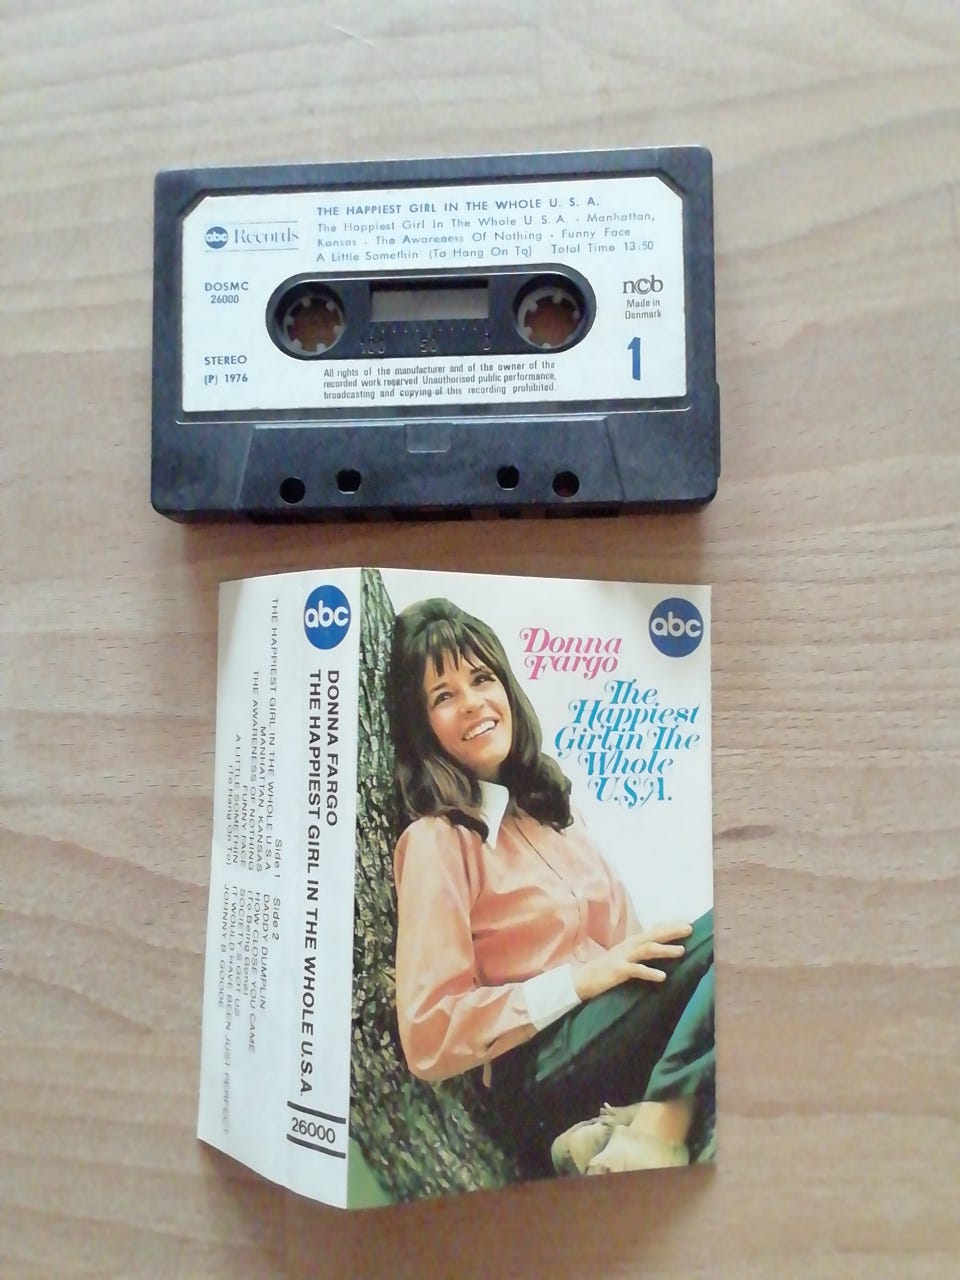 THE HAPPIEST GIRL IN THE WHOLE U. S. A.
The Happiest Girl In The Whole U.S.A. - Manhattan,
Kansas - The Awareness Of Nothing - Funny Face
A Little Somethin' (To Hang On To) Total Time 13:50
abc Records
DOSMC
26000
ncb
Made in
Denmark
100 50 0
STEREO
(P) 1976
1
All rights of the manufacturer and of the owner of the
recorded work reserved Unauthorised public performance,
broadcasting and copying of this recording prohibited
abc
Donna
Fargo
The
Happiest
Girl in The
Whole
U.S.A.
abc
DONNA FARGO
THE HAPPIEST GIRL IN THE WHOLE U.S.A.
26000
Side 1
THE HAPPIEST GIRL IN THE WHOLE U.S.A
MANHATTAN KANSAS
THE AWARENESS OF NOTHING
FUNNY FACE
A LITTLE SOMETHIN
(To Hang On To)
Side 2
DADDY DUMPLIN
HOW CLOSE YOU CAME
(To Being Gone)
SOCIETY S GOT US
IT WOULD HAVE BEEN JUST PERFECT
JOHNNY B GOODE